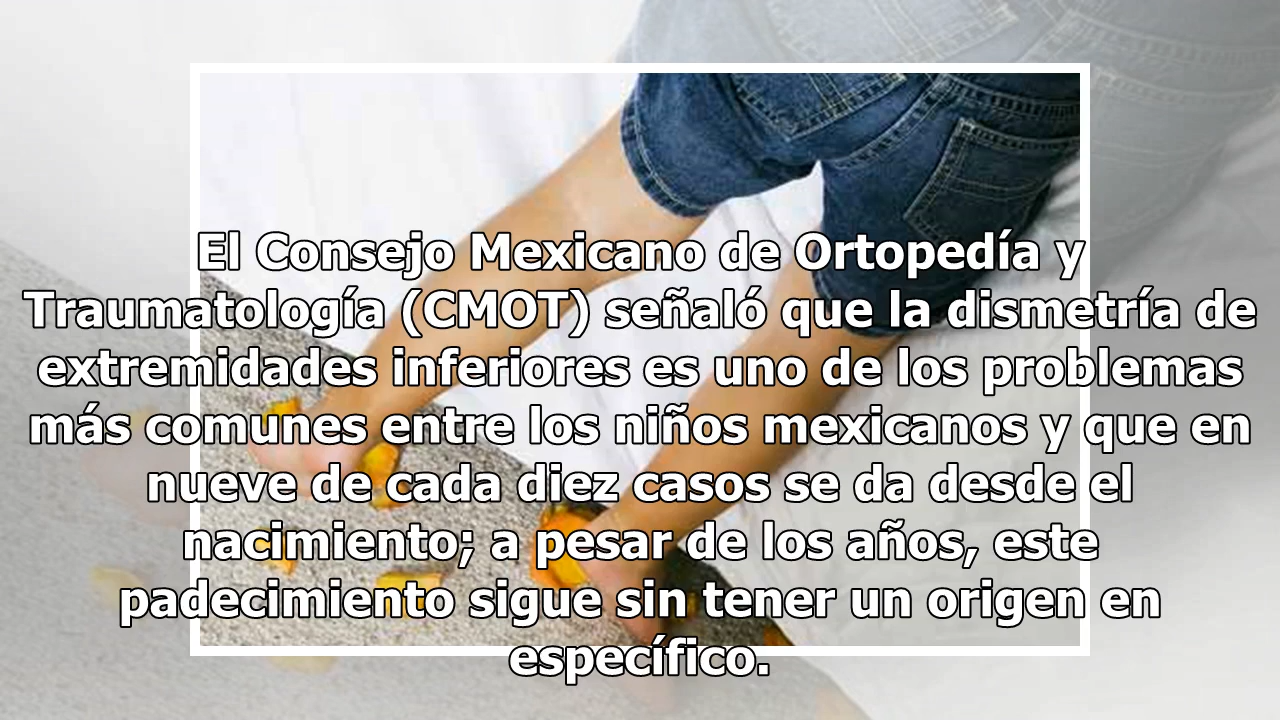 El Consejo Mexicano de Ortopedía y
Traumatología (CMOT) señaló que la dismetría de
extremidades inferiores es uno de los problemas
más comunes entre los niños mexicanos y que en
nueve de cada diez casos se da desde el
nacimiento; a pesar de los años, este
padecimiento sigue sin tener un origen en
específico.